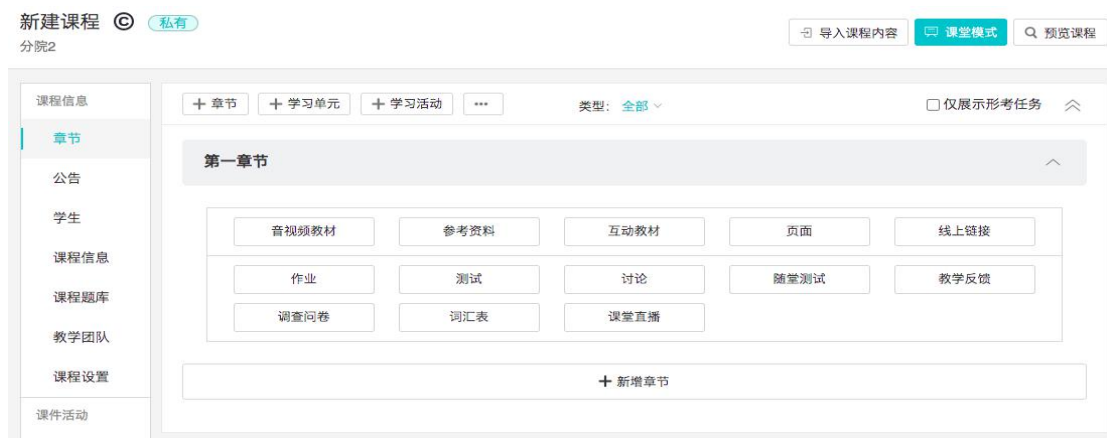 新建课程 © 私有
分院2
导入课程内容 课堂模式 预览课程
课程信息
章节
公告
学生
课程信息
课程题库
教学团队
课程设置
课件活动
+ 章节 + 学习单元 + 学习活动 ··· 类型: 全部 仅展示形考任务
第一章节
音视频教材 参考资料 互动教材 页面 线上链接
作业 测试 讨论 随堂测试 教学反馈
调查问卷 词汇表 课堂直播
+ 新增章节